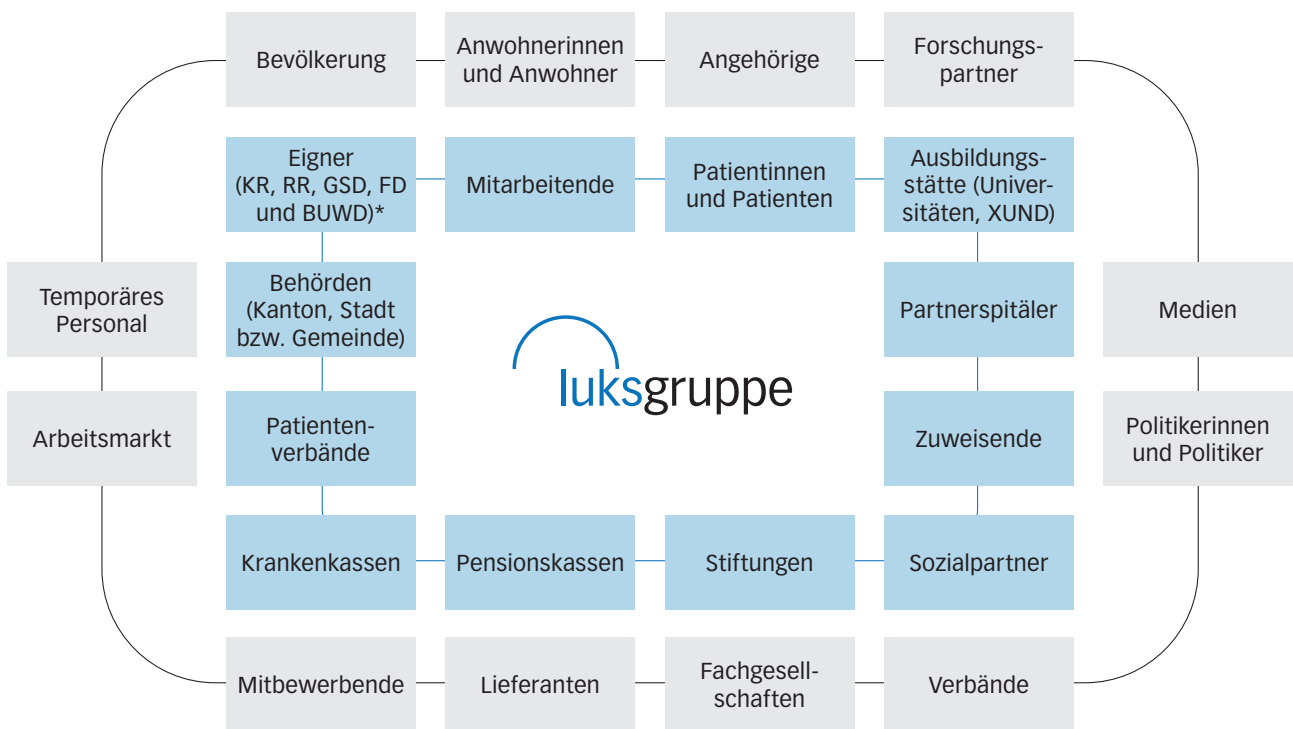 Bevölkerung
Anwohnerinnen
und Anwohner
Angehörige
Forschungs-
partner
Eigner
(KR, RR, GSD, FD
und BUWD)*
Mitarbeitende
Patientinnen
und Patienten
Ausbildungs-
stätte (Univer-
sitäten, XUND)
Temporäres
Personal
Behörden
(Kanton, Stadt
bzw. Gemeinde)
Partnerspitäler
Medien
luksgruppe
Arbeitsmarkt
Patienten-
verbände
Zuweisende
Politikerinnen
und Politiker
Krankenkassen
Pensionskassen
Stiftungen
Sozialpartner
Mitbewerbende
Lieferanten
Fachgesell-
schaften
Verbände